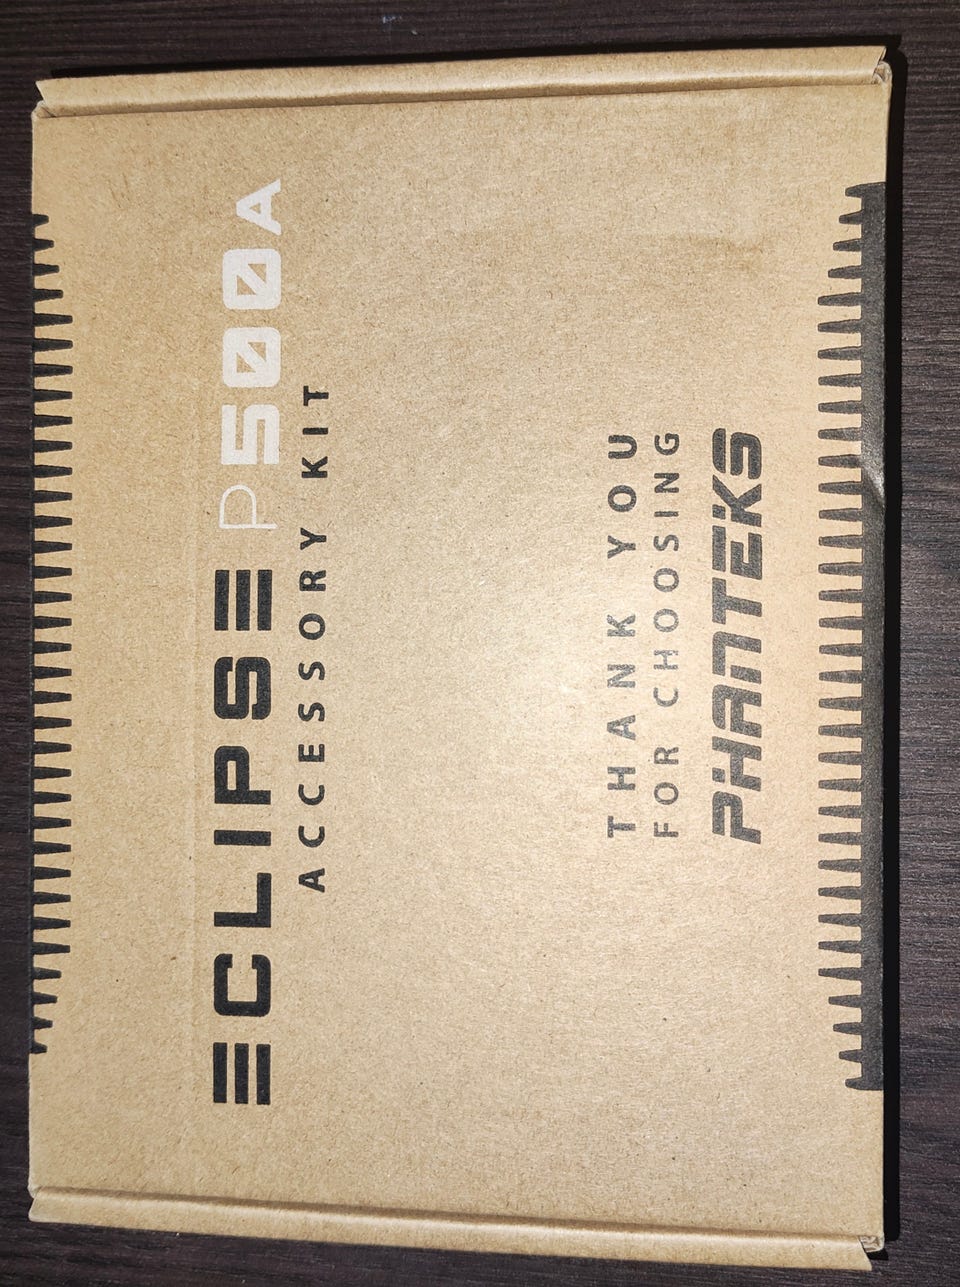 ECLIPSE P500A
ACCESSORY KIT
THANK YOU
FOR CHOOSING
PHANTEKS